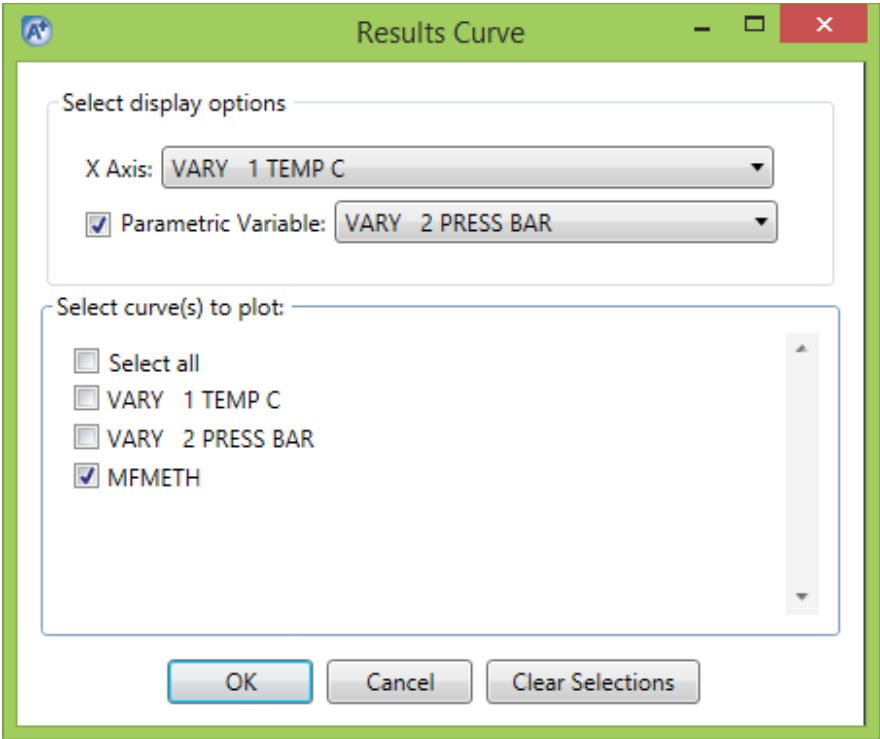 A+
Results Curve
Select display options
X Axis: VARY 1 TEMP C
Parametric Variable: VARY 2 PRESS BAR
Select curve(s) to plot:
Select all
VARY 1 TEMP C
VARY 2 PRESS BAR
MFMETH
OK Cancel Clear Selections